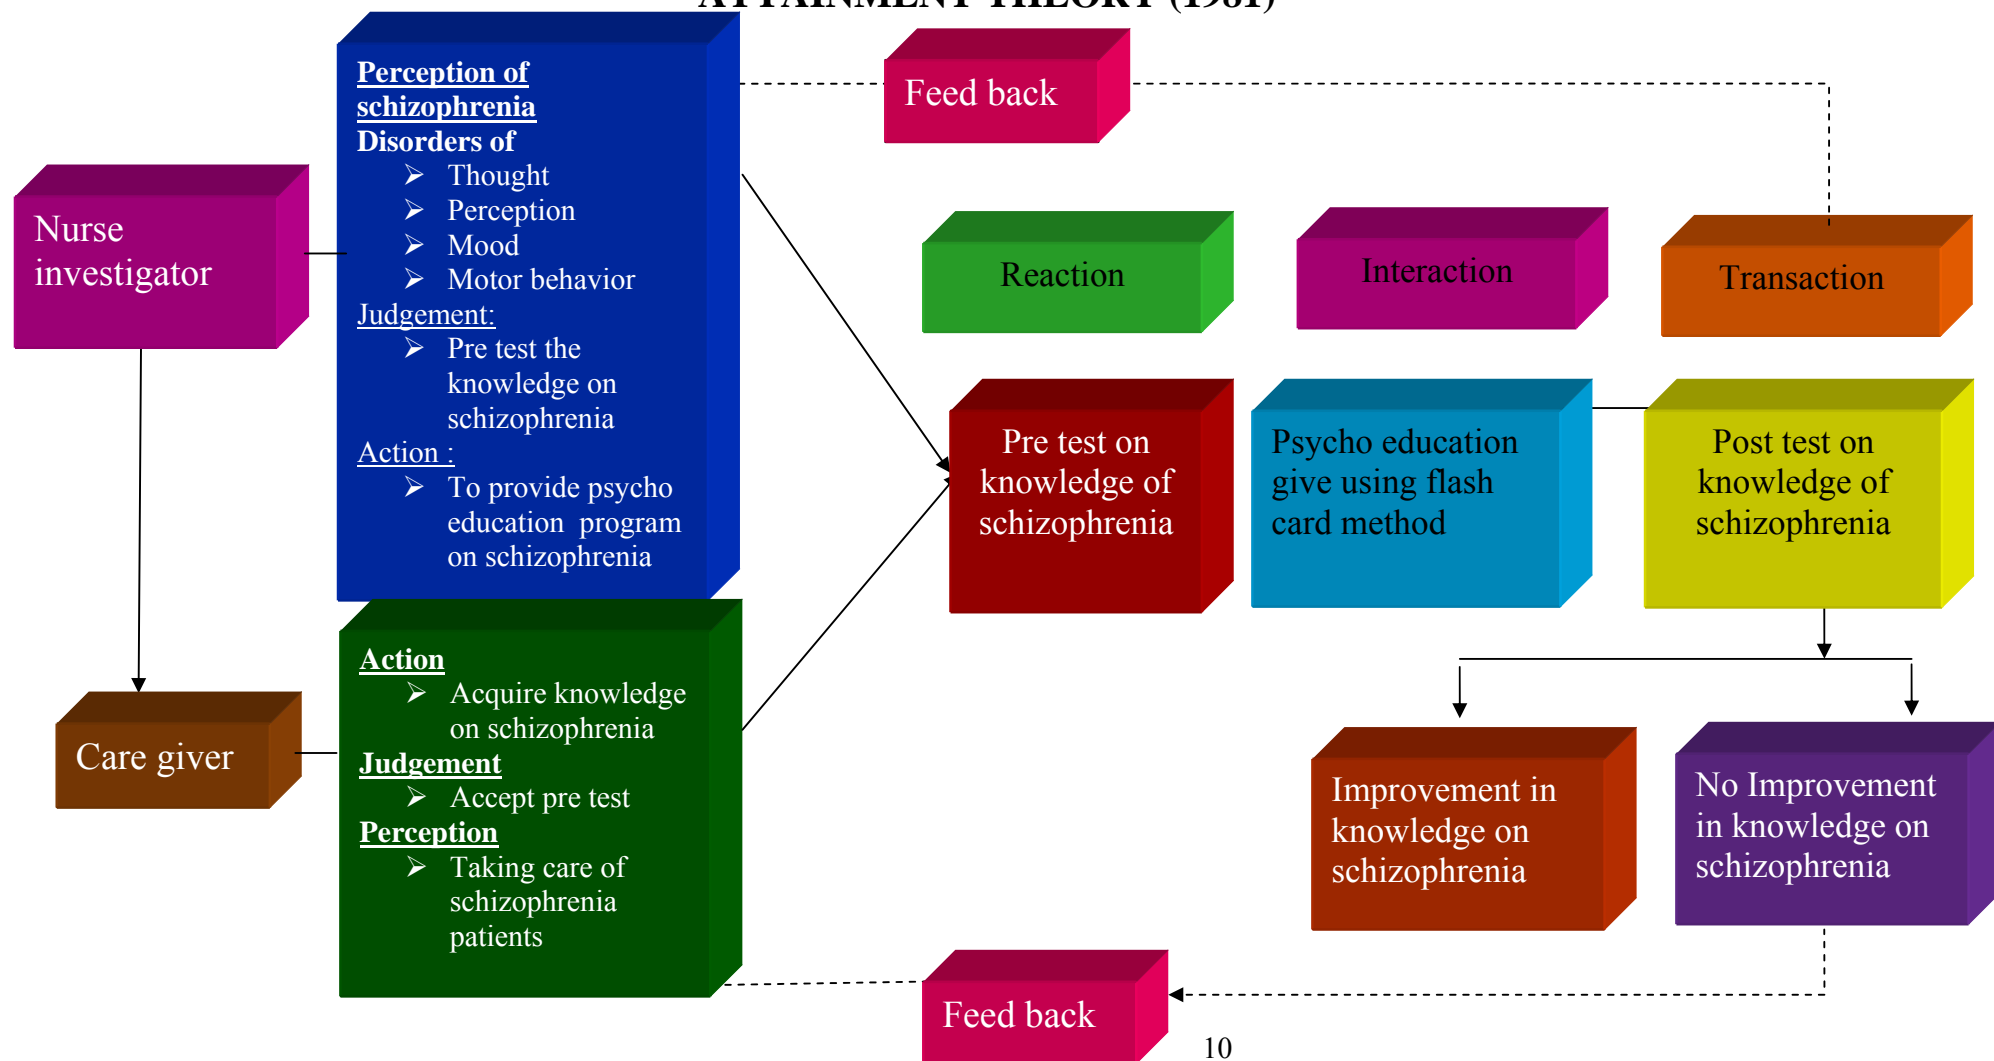 ATTAINMENT THEORY (1981)
Perception of
schizophrenia
Disorders of
➢ Thought
➢ Perception
➢ Mood
➢ Motor behavior
Judgement:
➢ Pre test the
knowledge on
schizophrenia
Action :
➢ To provide psycho
education program
on schizophrenia
Feed back
Nurse
investigator
Reaction
Interaction
Transaction
Pre test on
knowledge of
schizophrenia
Psycho education
give using flash
card method
Post test on
knowledge of
schizophrenia
Care giver
Action
➢ Acquire knowledge
on schizophrenia
Judgement
➢ Accept pre test
Perception
➢ Taking care of
schizophrenia
patients
Improvement in
knowledge on
schizophrenia
No Improvement
in knowledge on
schizophrenia
Feed back
10